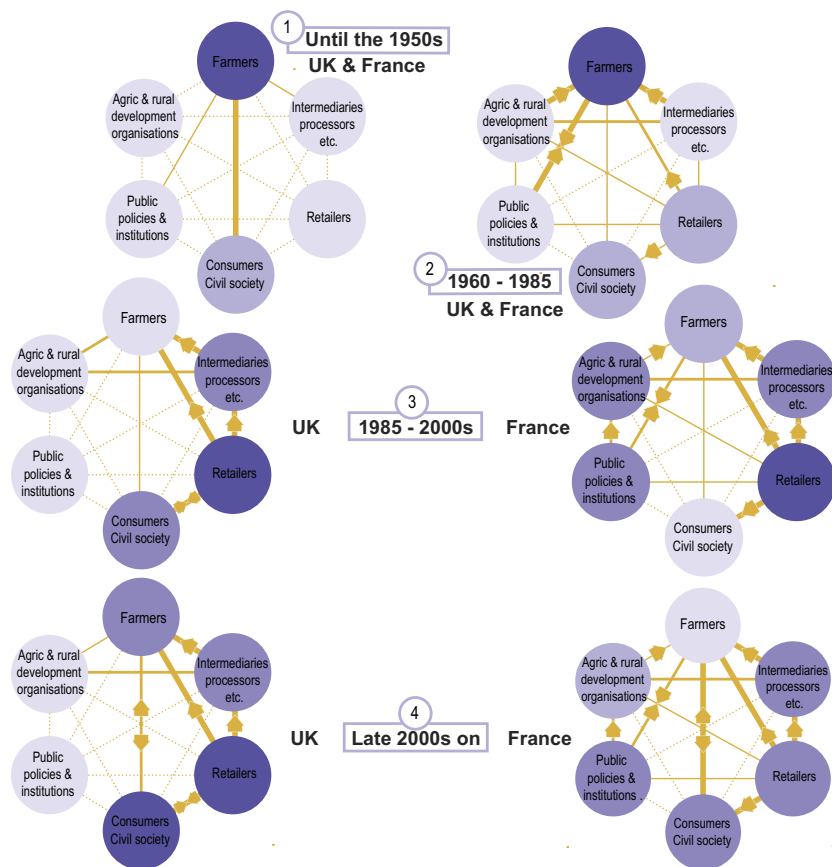 1
Until the 1950s
UK & France
Farmers
Agric & rural
development
organisations
Intermediaries
processors
etc.
Public
policies &
institutions
Retailers
Consumers
Civil society
Farmers
Agric & rural
development
organisations
Intermediaries
processors
etc.
Public
policies &
institutions
Retailers
Consumers
Civil society
2
1960 - 1985
UK & France
Farmers
Agric & rural
development
organisations
Intermediaries
processors
etc.
Public
policies &
institutions
Retailers
Consumers
Civil society
UK
3
1985 - 2000s
France
Farmers
Agric & rural
development
organisations
Intermediaries
processors
etc.
Public
policies &
institutions
Retailers
Consumers
Civil society
Farmers
Agric & rural
development
organisations
Intermediaries
processors
etc.
Public
policies &
institutions
Retailers
Consumers
Civil society
UK
4
Late 2000s on
France
Farmers
Agric & rural
development
organisations
Intermediaries
processors
etc.
Public
policies &
institutions .
Retailers
Consumers
Civil society